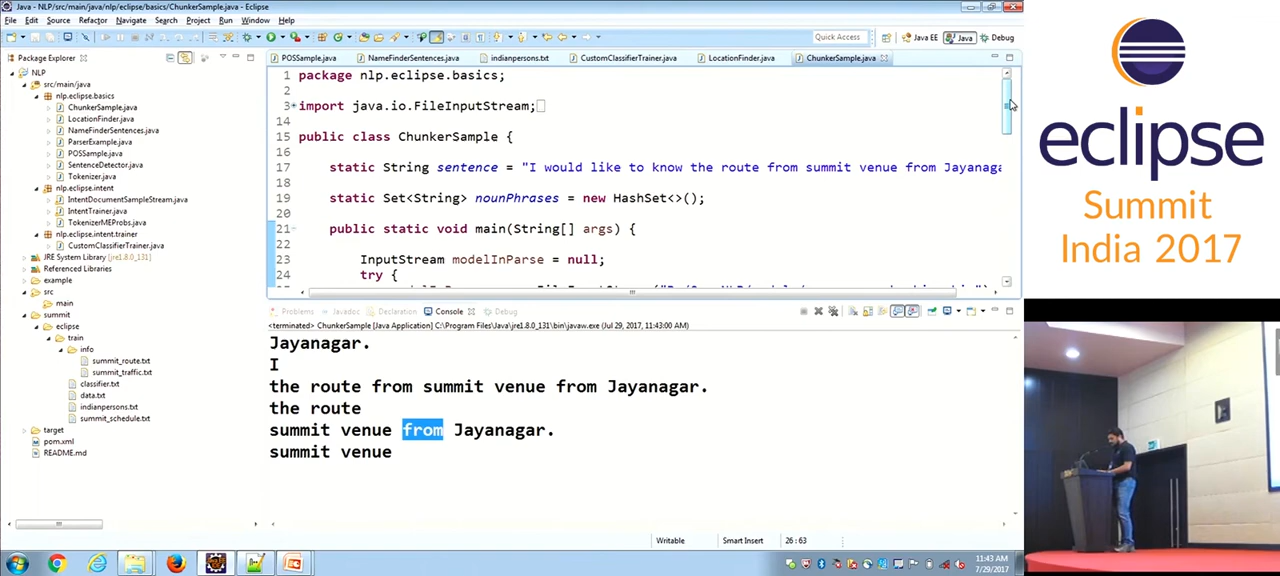 Java - NLP/src/main/java/nlp/eclipse/basics/ChunkerSample.java - Eclipse
File Edit Source Refactor Navigate Search Project Run Window Help
Quick Access Java EE Java Debug
Package Explorer
NLP
src/main/java
nlp.eclipse.basics
ChunkerSample.java
LocationFinder.java
NameFinderSentences.java
ParserExample.java
POSSample.java
SentenceDetector.java
Tokenizer.java
nlp.eclipse.intent
IntentDocumentSampleStream.java
IntentTrainer.java
TokenizerMEProbs.java
nlp.eclipse.intent.trainer
CustomClassifierTrainer.java
JRE System Library [jre1.8.0_131]
Referenced Libraries
example
src
main
summit
eclipse
train
info
summit_route.txt
summit_traffic.txt
classifier.txt
data.txt
indianpersons.txt
summit_schedule.txt
target
pom.xml
README.md
POSSample.java NameFinderSentences.java indianpersons.txt CustomClassifierTrainer.java LocationFinder.java ChunkerSample.java
1 package nlp.eclipse.basics;
2
3 import java.io.FileInputStream;
14
15 public class ChunkerSample {
16
17 static String sentence = "I would like to know the route from summit venue from Jayanaga
18
19 static Set<String> nounPhrases = new HashSet<>();
20
21 public static void main(String[] args) {
22
23 InputStream modelInParse = null;
24 try {
Problems Javadoc Declaration Console Debug
<terminated> ChunkerSample [Java Application] C:\Program Files\Java\jre1.8.0_131\bin\javaw.exe (Jul 29, 2017, 11:43:00 AM)
Jayanagar.
I
the route from summit venue from Jayanagar.
the route
summit venue from Jayanagar.
summit venue
Writable Smart Insert 26 : 63
11:43 AM
7/29/2017
eclipse
Summit
India 2017